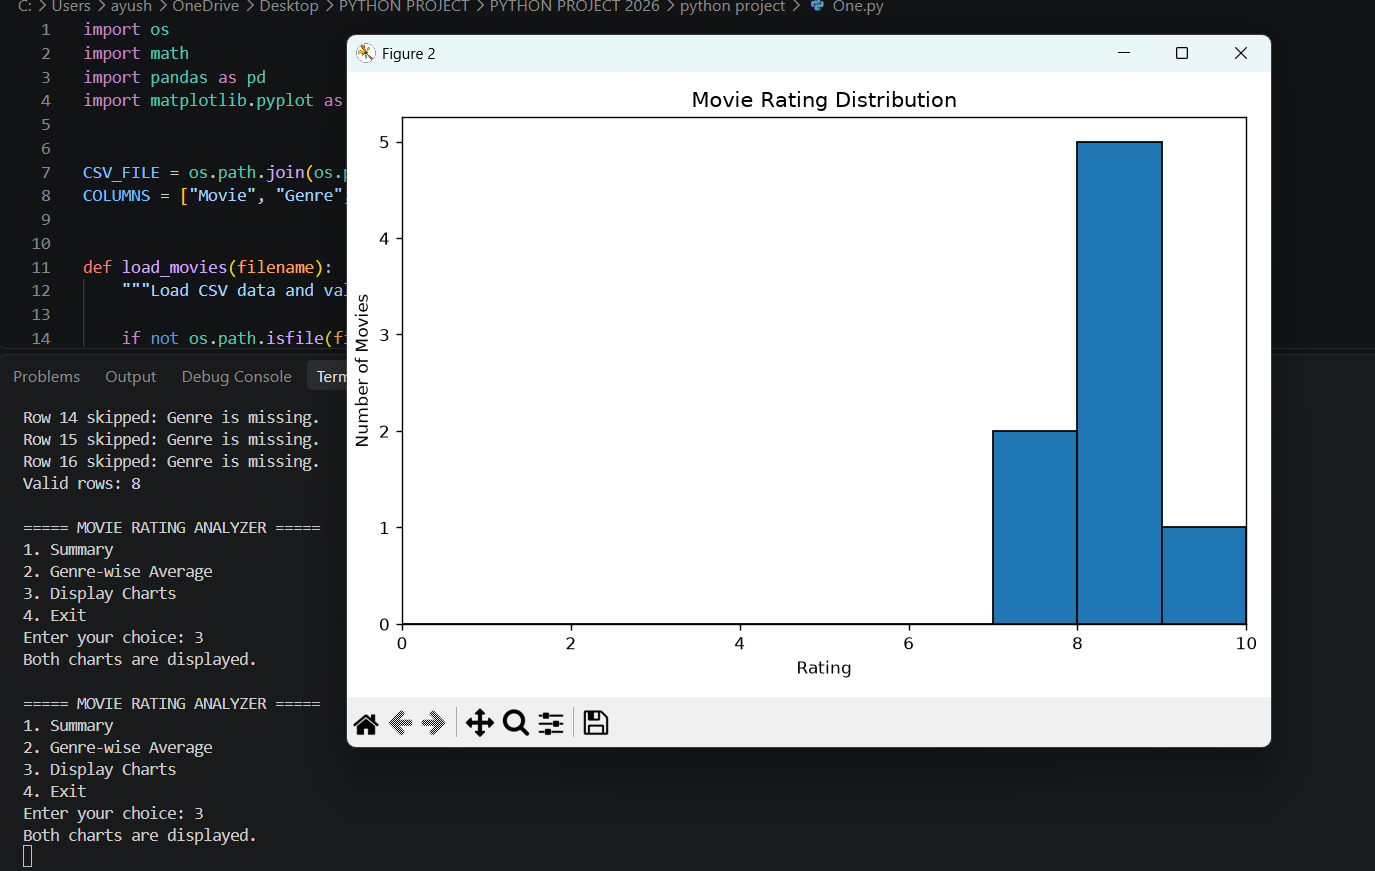 C: > Users > ayush > OneDrive > Desktop > PYTHON PROJECT > PYTHON PROJECT 2026 > python project > One.py
1 import os
2 import math
3 import pandas as pd
4 import matplotlib.pyplot as
5
6
7 CSV_FILE = os.path.join(os.
8 COLUMNS = ["Movie", "Genre"
9
10
11 def load_movies(filename):
12 """Load CSV data and
13
14 if not os.path.isfile(
Problems Output Debug Console
Row 14 skipped: Genre is missing.
Row 15 skipped: Genre is missing.
Row 16 skipped: Genre is missing.
Valid rows: 8
===== MOVIE RATING ANALYZER =====
1. Summary
2. Genre-wise Average
3. Display Charts
4. Exit
Enter your choice: 3
Both charts are displayed.
===== MOVIE RATING ANALYZER =====
1. Summary
2. Genre-wise Average
3. Display Charts
4. Exit
Enter your choice: 3
Both charts are displayed.
Figure 2
Movie Rating Distribution
Number of Movies
5
4
3
2
1
0
0 2 4 6 8 10
Rating